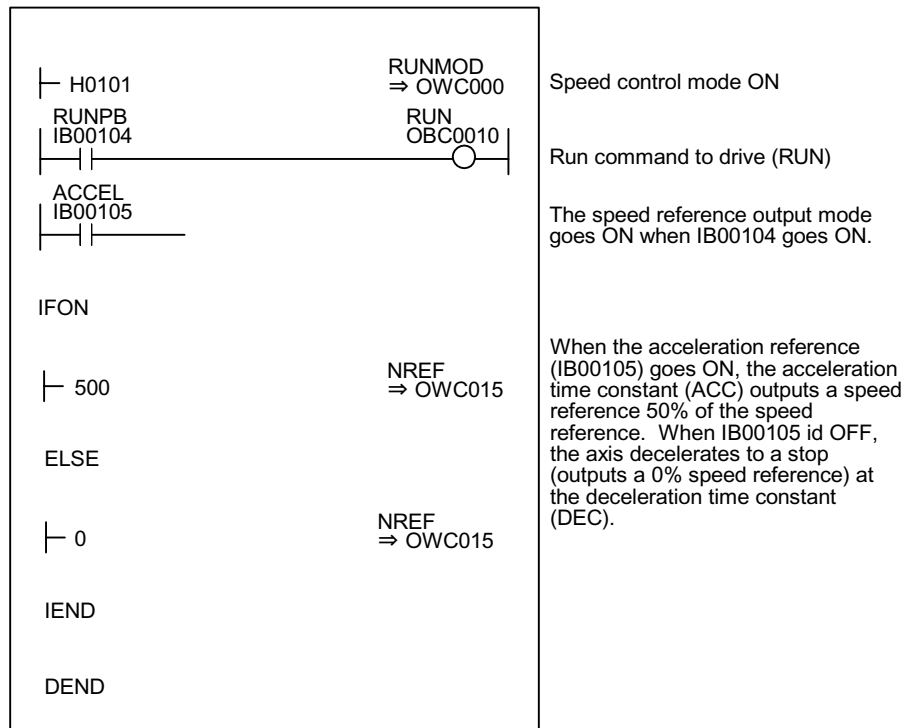 RUNMOD
H0101 ⇒ OWC000
Speed control mode ON
RUNPB RUN
IB00104 OBC0010
Run command to drive (RUN)
ACCEL
IB00105
The speed reference output mode
goes ON when IB00104 goes ON.
IFON
NREF
500 ⇒ OWC015
When the acceleration reference
(IB00105) goes ON, the acceleration
time constant (ACC) outputs a speed
reference 50% of the speed
reference. When IB00105 id OFF,
the axis decelerates to a stop
(outputs a 0% speed reference) at
the deceleration time constant
(DEC).
ELSE
NREF
0 ⇒ OWC015
IEND
DEND